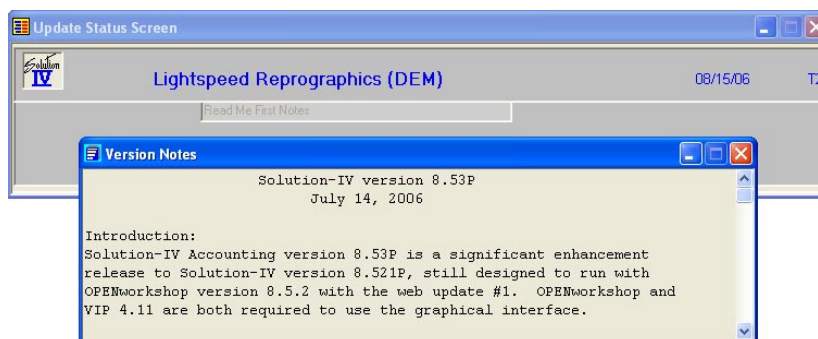 Update Status Screen
Solution
IV
Lightspeed Reprographics (DEM)
08/15/06
Read Me First Notes
Version Notes
Solution-IV version 8.53P
July 14, 2006
Introduction:
Solution-IV Accounting version 8.53P is a significant enhancement
release to Solution-IV version 8.521P, still designed to run with
OPENworkshop version 8.5.2 with the web update #1.  OPENworkshop and
VIP 4.11 are both required to use the graphical interface.